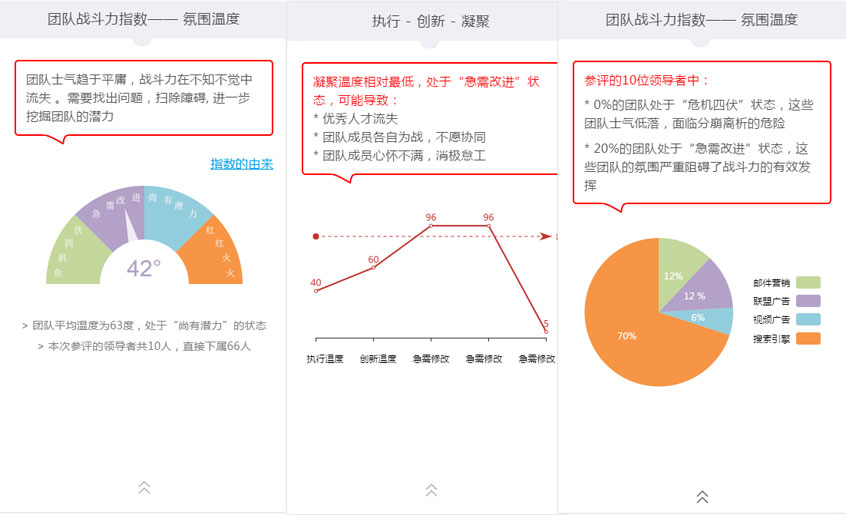 团队战斗力指数—— 氛围温度
团队士气趋于平庸，战斗力在不知不觉中
流失 。需要找出问题，扫除障碍, 进一步
挖掘团队的潜力
指数的由来
危机四伏
急需改进
尚有潜力
红红火火
42°
> 团队平均温度为63度，处于“尚有潜力”的状态
> 本次参评的领导者共10人，直接下属66人
执行 - 创新 - 凝聚
凝聚温度相对最低，处于“急需改进”状
态，可能导致：
* 优秀人才流失
* 团队成员各自为战，不愿协同
* 团队成员心怀不满，消极怠工
40
60
96
96
5
执行温度
创新温度
急需修改
急需修改
急需修改
团队战斗力指数—— 氛围温度
参评的10位领导者中：
* 0%的团队处于“危机四伏”状态，这些
团队士气低落，面临分崩离析的危险
* 20%的团队处于“急需改进”状态，这
些团队的氛围严重阻碍了战斗力的有效发
挥
12%
12 %
6%
70%
邮件营销
联盟广告
视频广告
搜索引擎